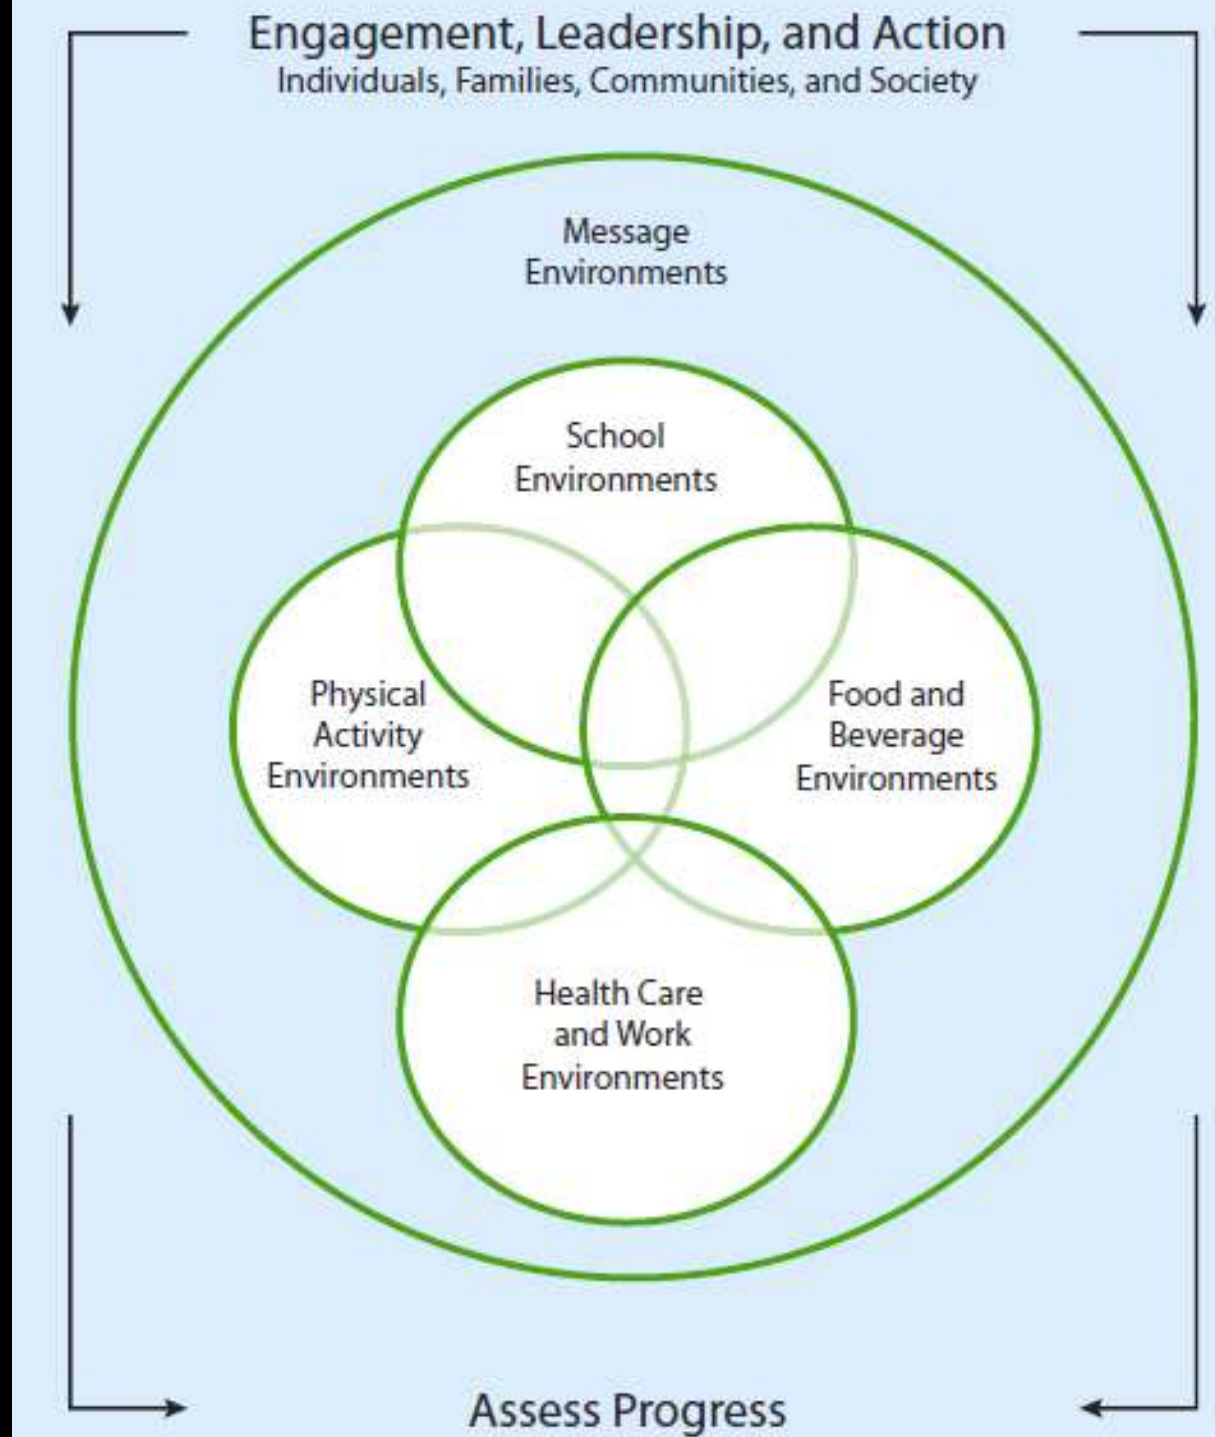 Engagement, Leadership, and Action
Individuals, Families, Communities, and Society
Message
Environments
School
Environments
Physical
Activity
Environments
Food and
Beverage
Environments
Health Care
and Work
Environments
Assess Progress